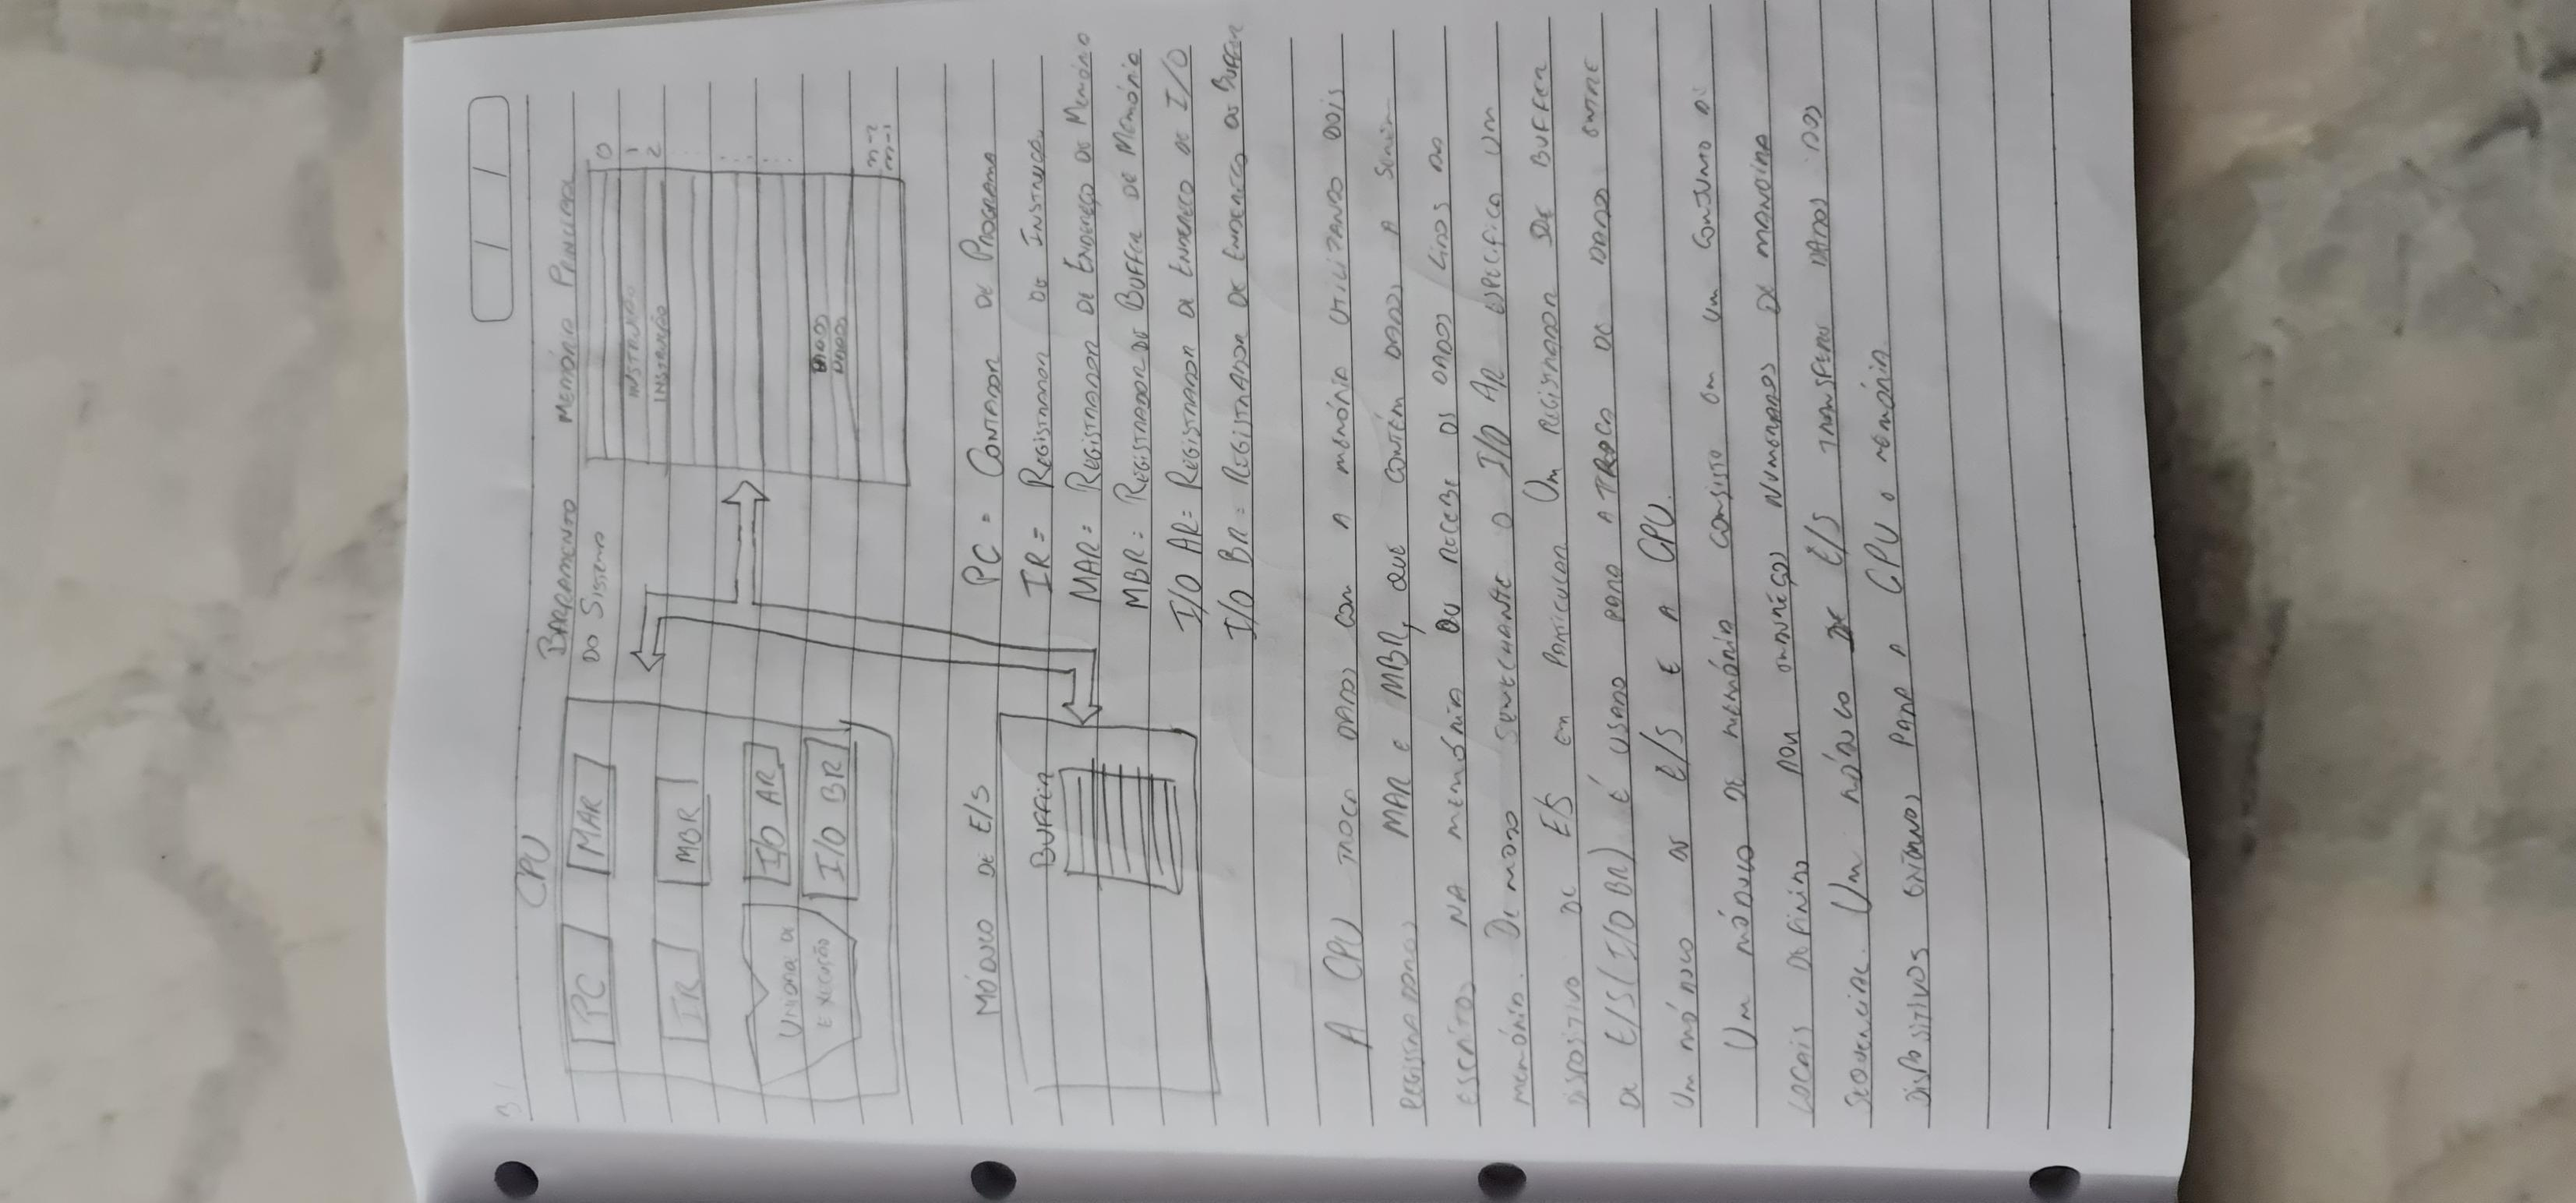 3)
CPU
BARRAMENTO
DO SISTEMA
MEMÓRIA PRINCIPAL
PC
MAR
IR
MBR
UNIDADE DE
EXECUÇÃO
I/O AR
I/O BR
0
1
2
INSTRUÇÃO
INSTRUÇÃO
DADOS
DADOS
n-2
n-1
MÓDULO DE E/S
BUFFER
PC = CONTADOR DE PROGRAMA
IR = REGISTRADOR DE INSTRUÇÃO
MAR = REGISTRADOR DE ENDEREÇO DE MEMÓRIA
MBR = REGISTRADOR DE BUFFER DE MEMÓRIA
I/O AR = REGISTRADOR DE ENDEREÇO DE I/O
I/O BR = REGISTRADOR DE ENDEREÇO DE BUFFER
A CPU TROCA DADOS COM A MEMÓRIA UTILIZANDO DOIS
REGISTRADORES MAR E MBR, QUE CONTÉM DADOS A SEREM
ESCRITOS NA MEMÓRIA OU RECEBE OS DADOS LIDOS DA
MEMÓRIA. DE MODO SEMELHANTE O I/O AR ESPECIFICA UM
DISPOSITIVO DE E/S EM PARTICULAR UM REGISTRADOR DE BUFFER
DE E/S (I/O BR) É USADO PARA A TROCA DE DADO ENTRE
UM MÓDULO DE E/S E A CPU.
UM MÓDULO DE MEMÓRIA CONSISTE EM UM CONJUNTO DE
LOCAIS DEFINIDO POR ENDEREÇOS NUMERADOS DE MANEIRA
SEQUENCIAL. UM MÓDULO DE E/S TRANSFERE DADOS DOS
DISPOSITIVOS EXTERNOS PARA A CPU E MEMÓRIA.